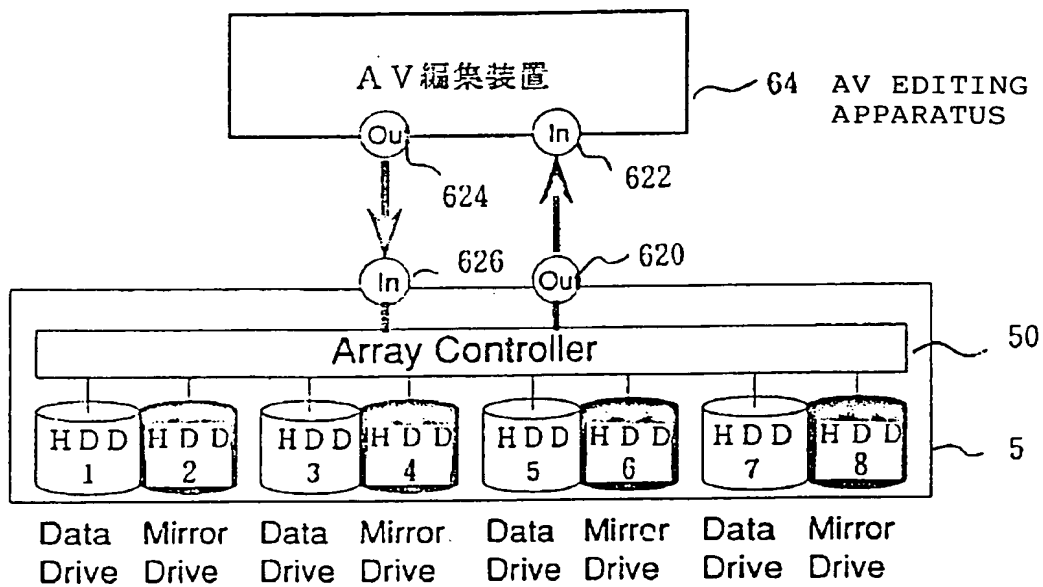 AV編集装置
64 AV EDITING
APPARATUS
Ou In
624 622
626 620
In Ou
Array Controller
50
HDD HDD HDD HDD HDD HDD HDD HDD
1 2 3 4 5 6 7 8
5
Data Mirror Data Mirror Data Mirror Data Mirror
Drive Drive Drive Drive Drive Drive Drive Drive